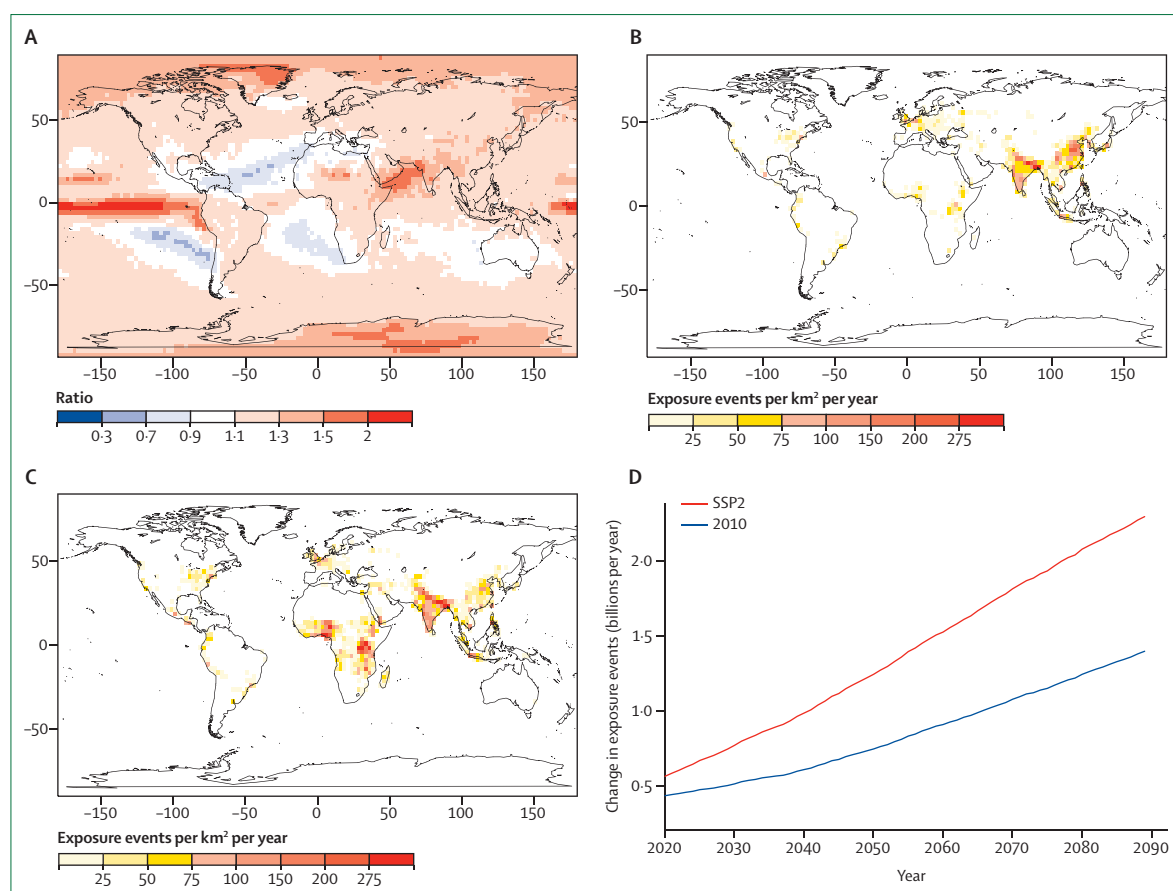 A
50
0
−50
−150 −100 −50 0 50 100 150
Ratio
0·3 0·7 0·9 1·1 1·3 1·5 2
B
50
0
−50
−150 −100 −50 0 50 100 150
Exposure events per km² per year
25 50 75 100 150 200 275
C
50
0
−50
−150 −100 −50 0 50 100 150
Exposure events per km² per year
25 50 75 100 150 200 275
D
SSP2
2010
Change in exposure events (billions per year)
2·0
1·5
1·0
0·5
2020 2030 2040 2050 2060 2070 2080 2090
Year